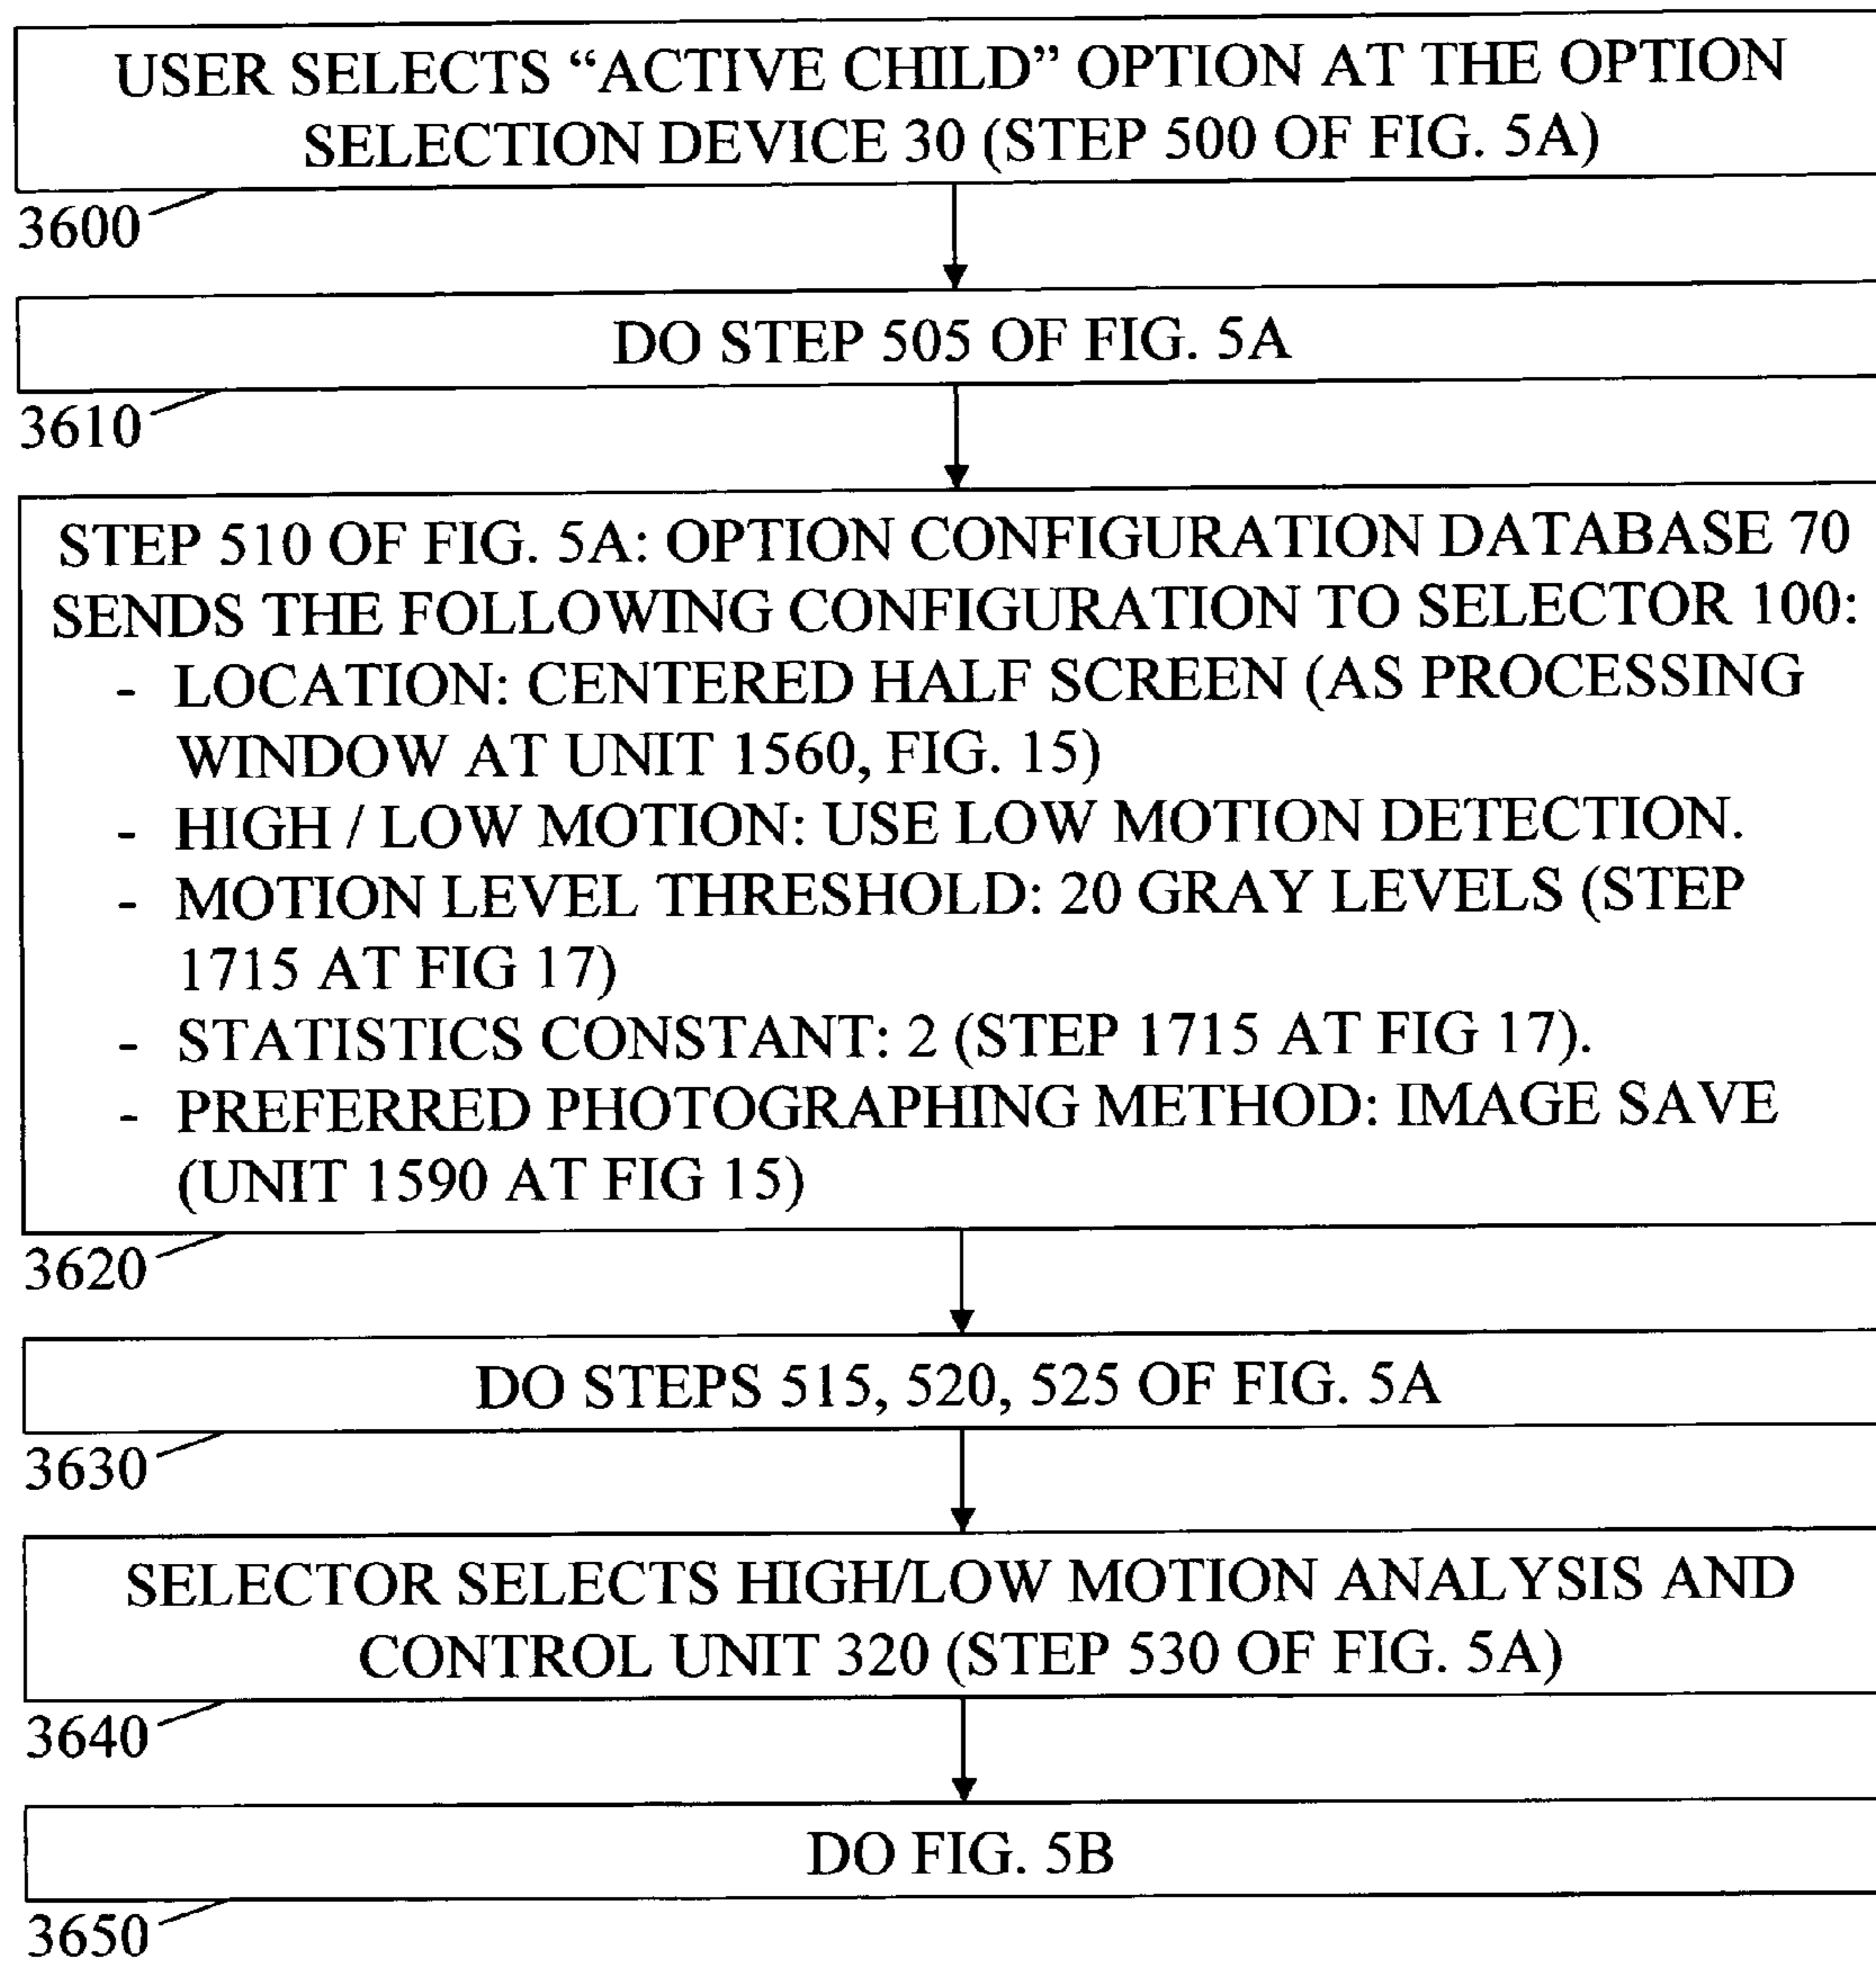 USER SELECTS “ACTIVE CHILD” OPTION AT THE OPTION
SELECTION DEVICE 30 (STEP 500 OF FIG. 5A)
3600
DO STEP 505 OF FIG. 5A
3610
STEP 510 OF FIG. 5A: OPTION CONFIGURATION DATABASE 70
SENDS THE FOLLOWING CONFIGURATION TO SELECTOR 100:
- LOCATION: CENTERED HALF SCREEN (AS PROCESSING
WINDOW AT UNIT 1560, FIG. 15)
- HIGH / LOW MOTION: USE LOW MOTION DETECTION.
- MOTION LEVEL THRESHOLD: 20 GRAY LEVELS (STEP
1715 AT FIG 17)
- STATISTICS CONSTANT: 2 (STEP 1715 AT FIG 17).
- PREFERRED PHOTOGRAPHING METHOD: IMAGE SAVE
(UNIT 1590 AT FIG 15)
3620
DO STEPS 515, 520, 525 OF FIG. 5A
3630
SELECTOR SELECTS HIGH/LOW MOTION ANALYSIS AND
CONTROL UNIT 320 (STEP 530 OF FIG. 5A)
3640
DO FIG. 5B
3650